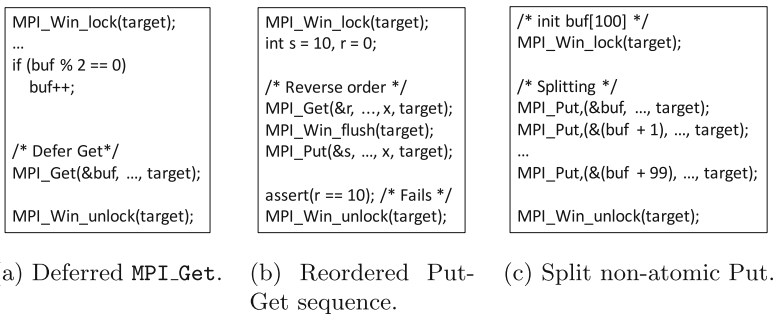 MPI_Win_lock(target);
...
if (buf % 2 == 0)
buf++;
/* Defer Get*/
MPI_Get(&buf, ..., target);
MPI_Win_unlock(target);
(a) Deferred MPI_Get.
MPI_Win_lock(target);
int s = 10, r = 0;
/* Reverse order */
MPI_Get(&r, ...,x, target);
MPI_Win_flush(target);
MPI_Put(&s, ..., x, target);
assert(r == 10); /* Fails */
MPI_Win_unlock(target);
(b) Reordered Put-
Get sequence.
/* init buf[100] */
MPI_Win_lock(target);
/* Splitting */
MPI_Put,(&buf, ..., target);
MPI_Put,(&(buf + 1), ..., target);
...
MPI_Put,(&(buf + 99), ..., target);
MPI_Win_unlock(target);
(c) Split non-atomic Put.